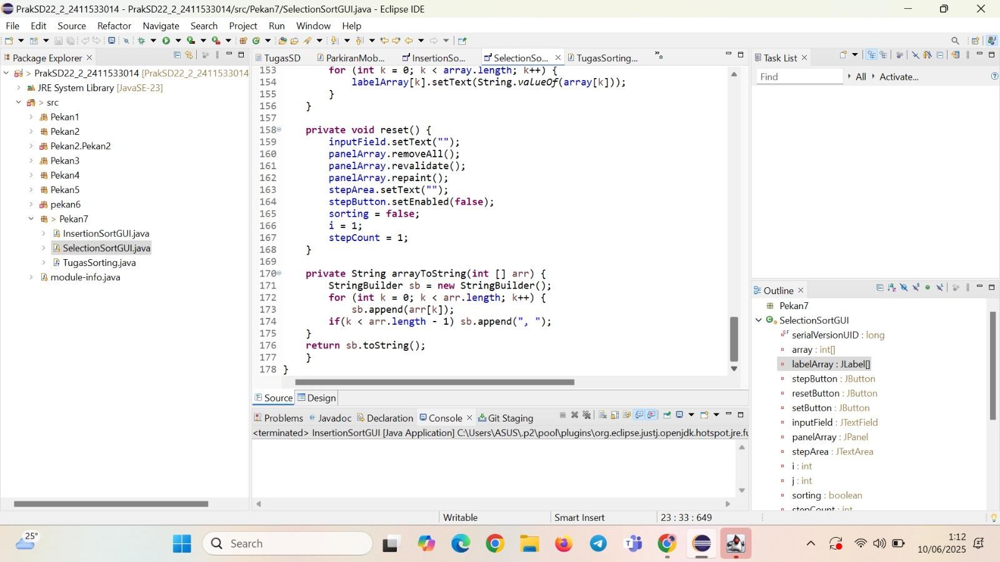 PrakSD22_2_2411533014 - PrakSD22_2_2411533014/src/Pekan7/SelectionSortGUI.java - Eclipse IDE
File Edit Source Refactor Navigate Search Project Run Window Help
Package Explorer
> PrakSD22_2_2411533014 [PrakSD22_2_2411533014
JRE System Library [JavaSE-23]
> src
Pekan1
Pekan2
Pekan2.Pekan2
Pekan3
Pekan4
Pekan5
pekan6
> Pekan7
InsertionSortGUI.java
SelectionSortGUI.java
TugasSorting.java
module-info.java
TugasSD ParkiranMob... InsertionSo... SelectionSo... TugasSorting... »8
153 for (int k = 0; k < array.length; k++) {
154 labelArray[k].setText(String.valueOf(array[k]));
155 }
156 }
157
158 private void reset() {
159 inputField.setText("");
160 panelArray.removeAll();
161 panelArray.revalidate();
162 panelArray.repaint();
163 stepArea.setText("");
164 stepButton.setEnabled(false);
165 sorting = false;
166 i = 1;
167 stepCount = 1;
168 }
169
170 private String arrayToString(int [] arr) {
171 StringBuilder sb = new StringBuilder();
172 for (int k = 0; k < arr.length; k++) {
173 sb.append(arr[k]);
174 if(k < arr.length - 1) sb.append(", ");
175 }
176 return sb.toString();
177 }
178 }
Source Design
Problems Javadoc Declaration Console Git Staging
<terminated> InsertionSortGUI [Java Application] C:\Users\ASUS\.p2\pool\plugins\org.eclipse.justj.openjdk.hotspot.jre.fu
Task List
Find All Activate...
Outline
Pekan7
SelectionSortGUI
serialVersionUID : long
array : int[]
labelArray : JLabel[]
stepButton : JButton
resetButton : JButton
setButton : JButton
inputField : JTextField
panelArray : JPanel
stepArea : JTextArea
i : int
j : int
sorting : boolean
stepCount : int
Writable Smart Insert 23 : 33 : 649
25°
Search
1:12
10/06/2025